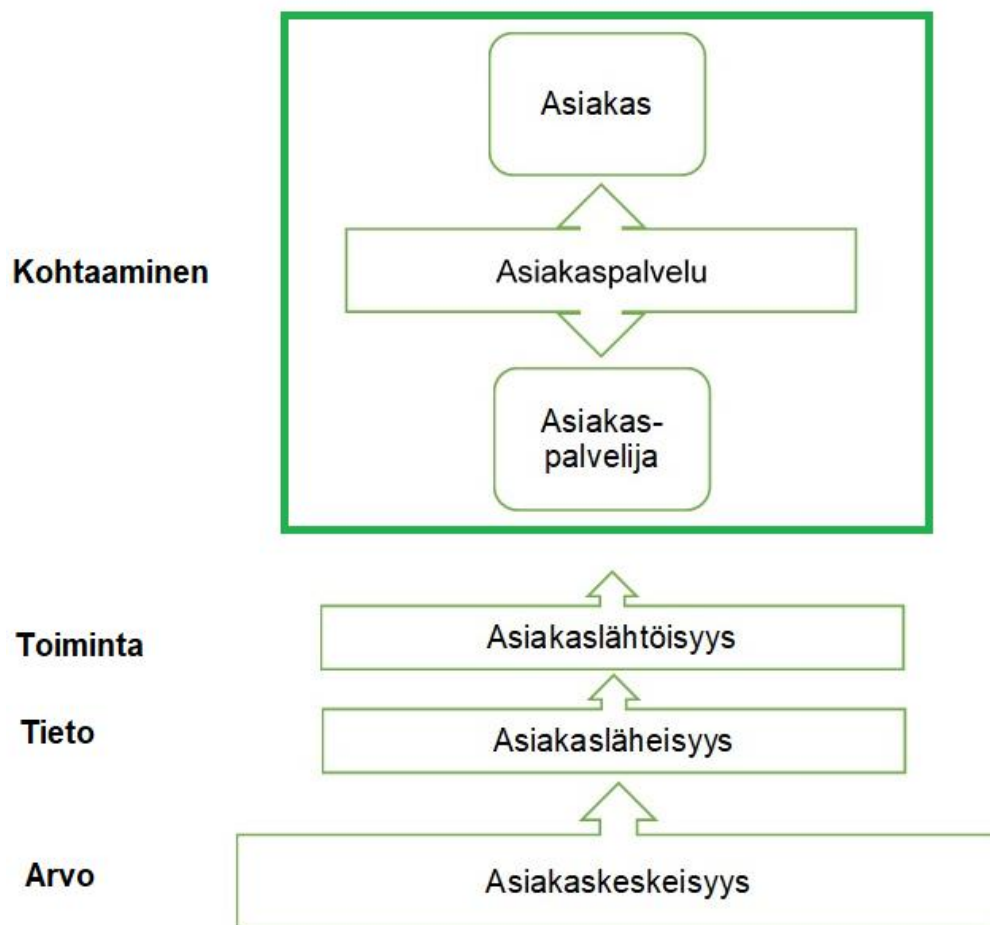 Asiakas
Kohtaaminen
Asiakaspalvelu
Asiakas-
palvelija
Toiminta
Asiakaslähtöisyys
Tieto
Asiakasläheisyys
Arvo
Asiakaskeskeisyys